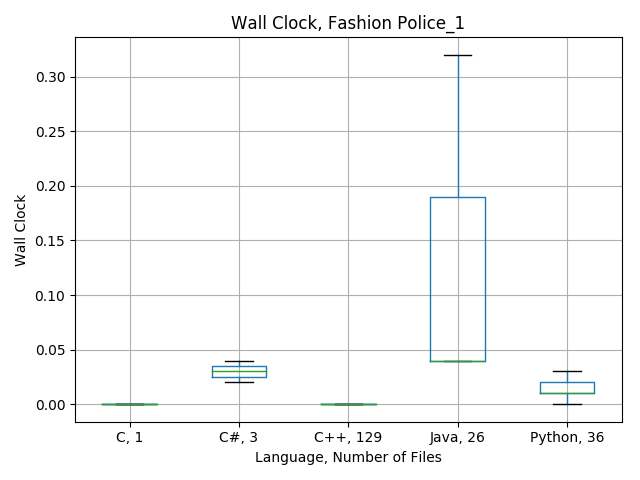 Wall Clock, Fashion Police_1
0.30
0.25
0.20
0.15
0.10
0.05
0.00
Wall Clock
C, 1
C#, 3
C++, 129
Java, 26
Python, 36
Language, Number of Files